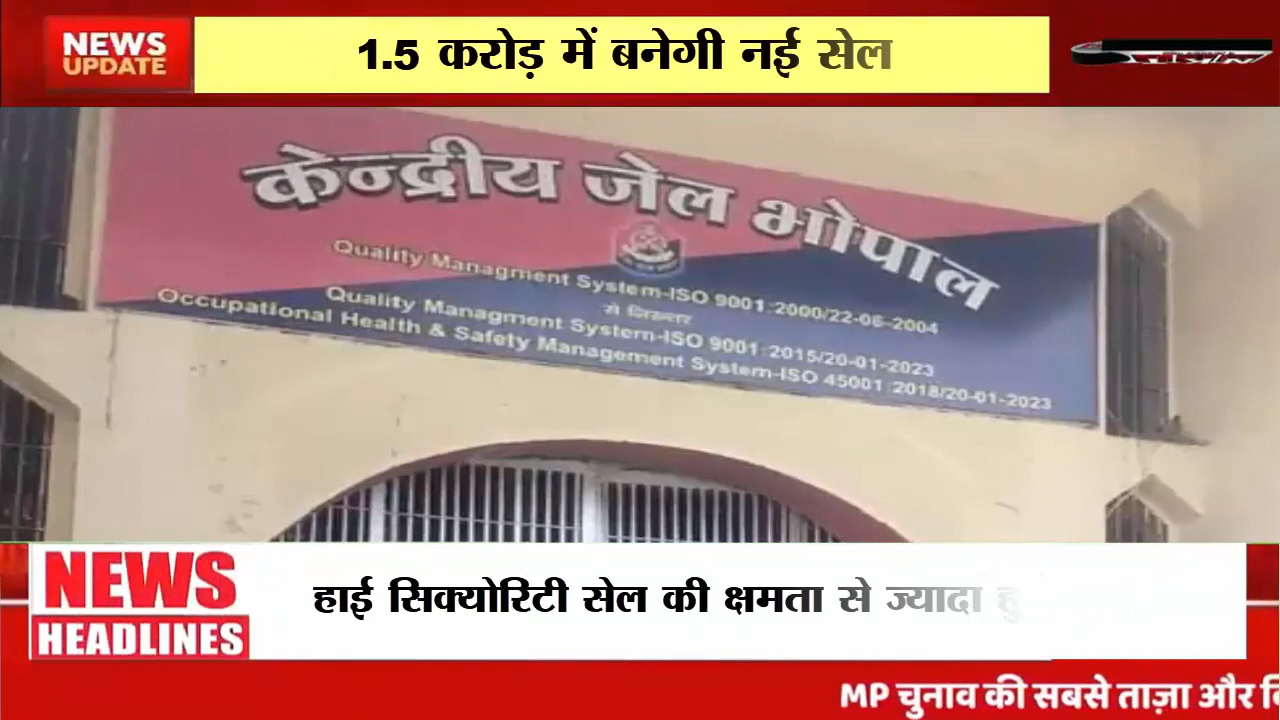 NEWS
UPDATE
1.5 करोड़ में बनेगी नई सेल
केन्द्रीय जेल भोपाल
Quality Managment System-ISO 9001:2000/22-06-2004
से निरन्तर
Quality Managment System-ISO 9001:2015/20-01-2023
Occupational Health & Safety Management System-ISO 45001:2018/20-01-2023
NEWS
HEADLINES
हाई सिक्योरिटी सेल की क्षमता से ज्यादा
MP चुनाव की सबसे ताज़ा और